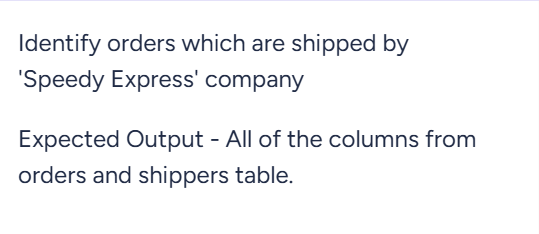 Identify orders which are shipped by
'Speedy Express' company
Expected Output - All of the columns from
orders and shippers table.